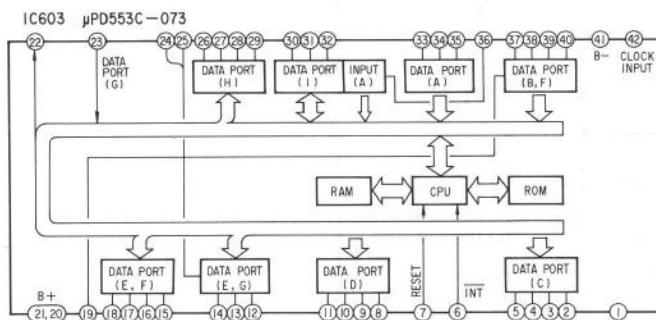 IC603 μPD553C-073
22 23 24 25 26 27 28 29 30 31 32 33 34 35 36 37 38 39 40 41 42
DATA PORT (G)
DATA PORT (H)
DATA PORT (I)
INPUT (A)
DATA PORT (A)
DATA PORT (B, F)
B-
CLOCK INPUT
RAM
CPU
ROM
DATA PORT (E, F)
DATA PORT (E, G)
DATA PORT (D)
RESET
INT
DATA PORT (C)
B+
21, 20 19 18 17 16 15 14 13 12 11 10 9 8 7 6 5 4 3 2 1